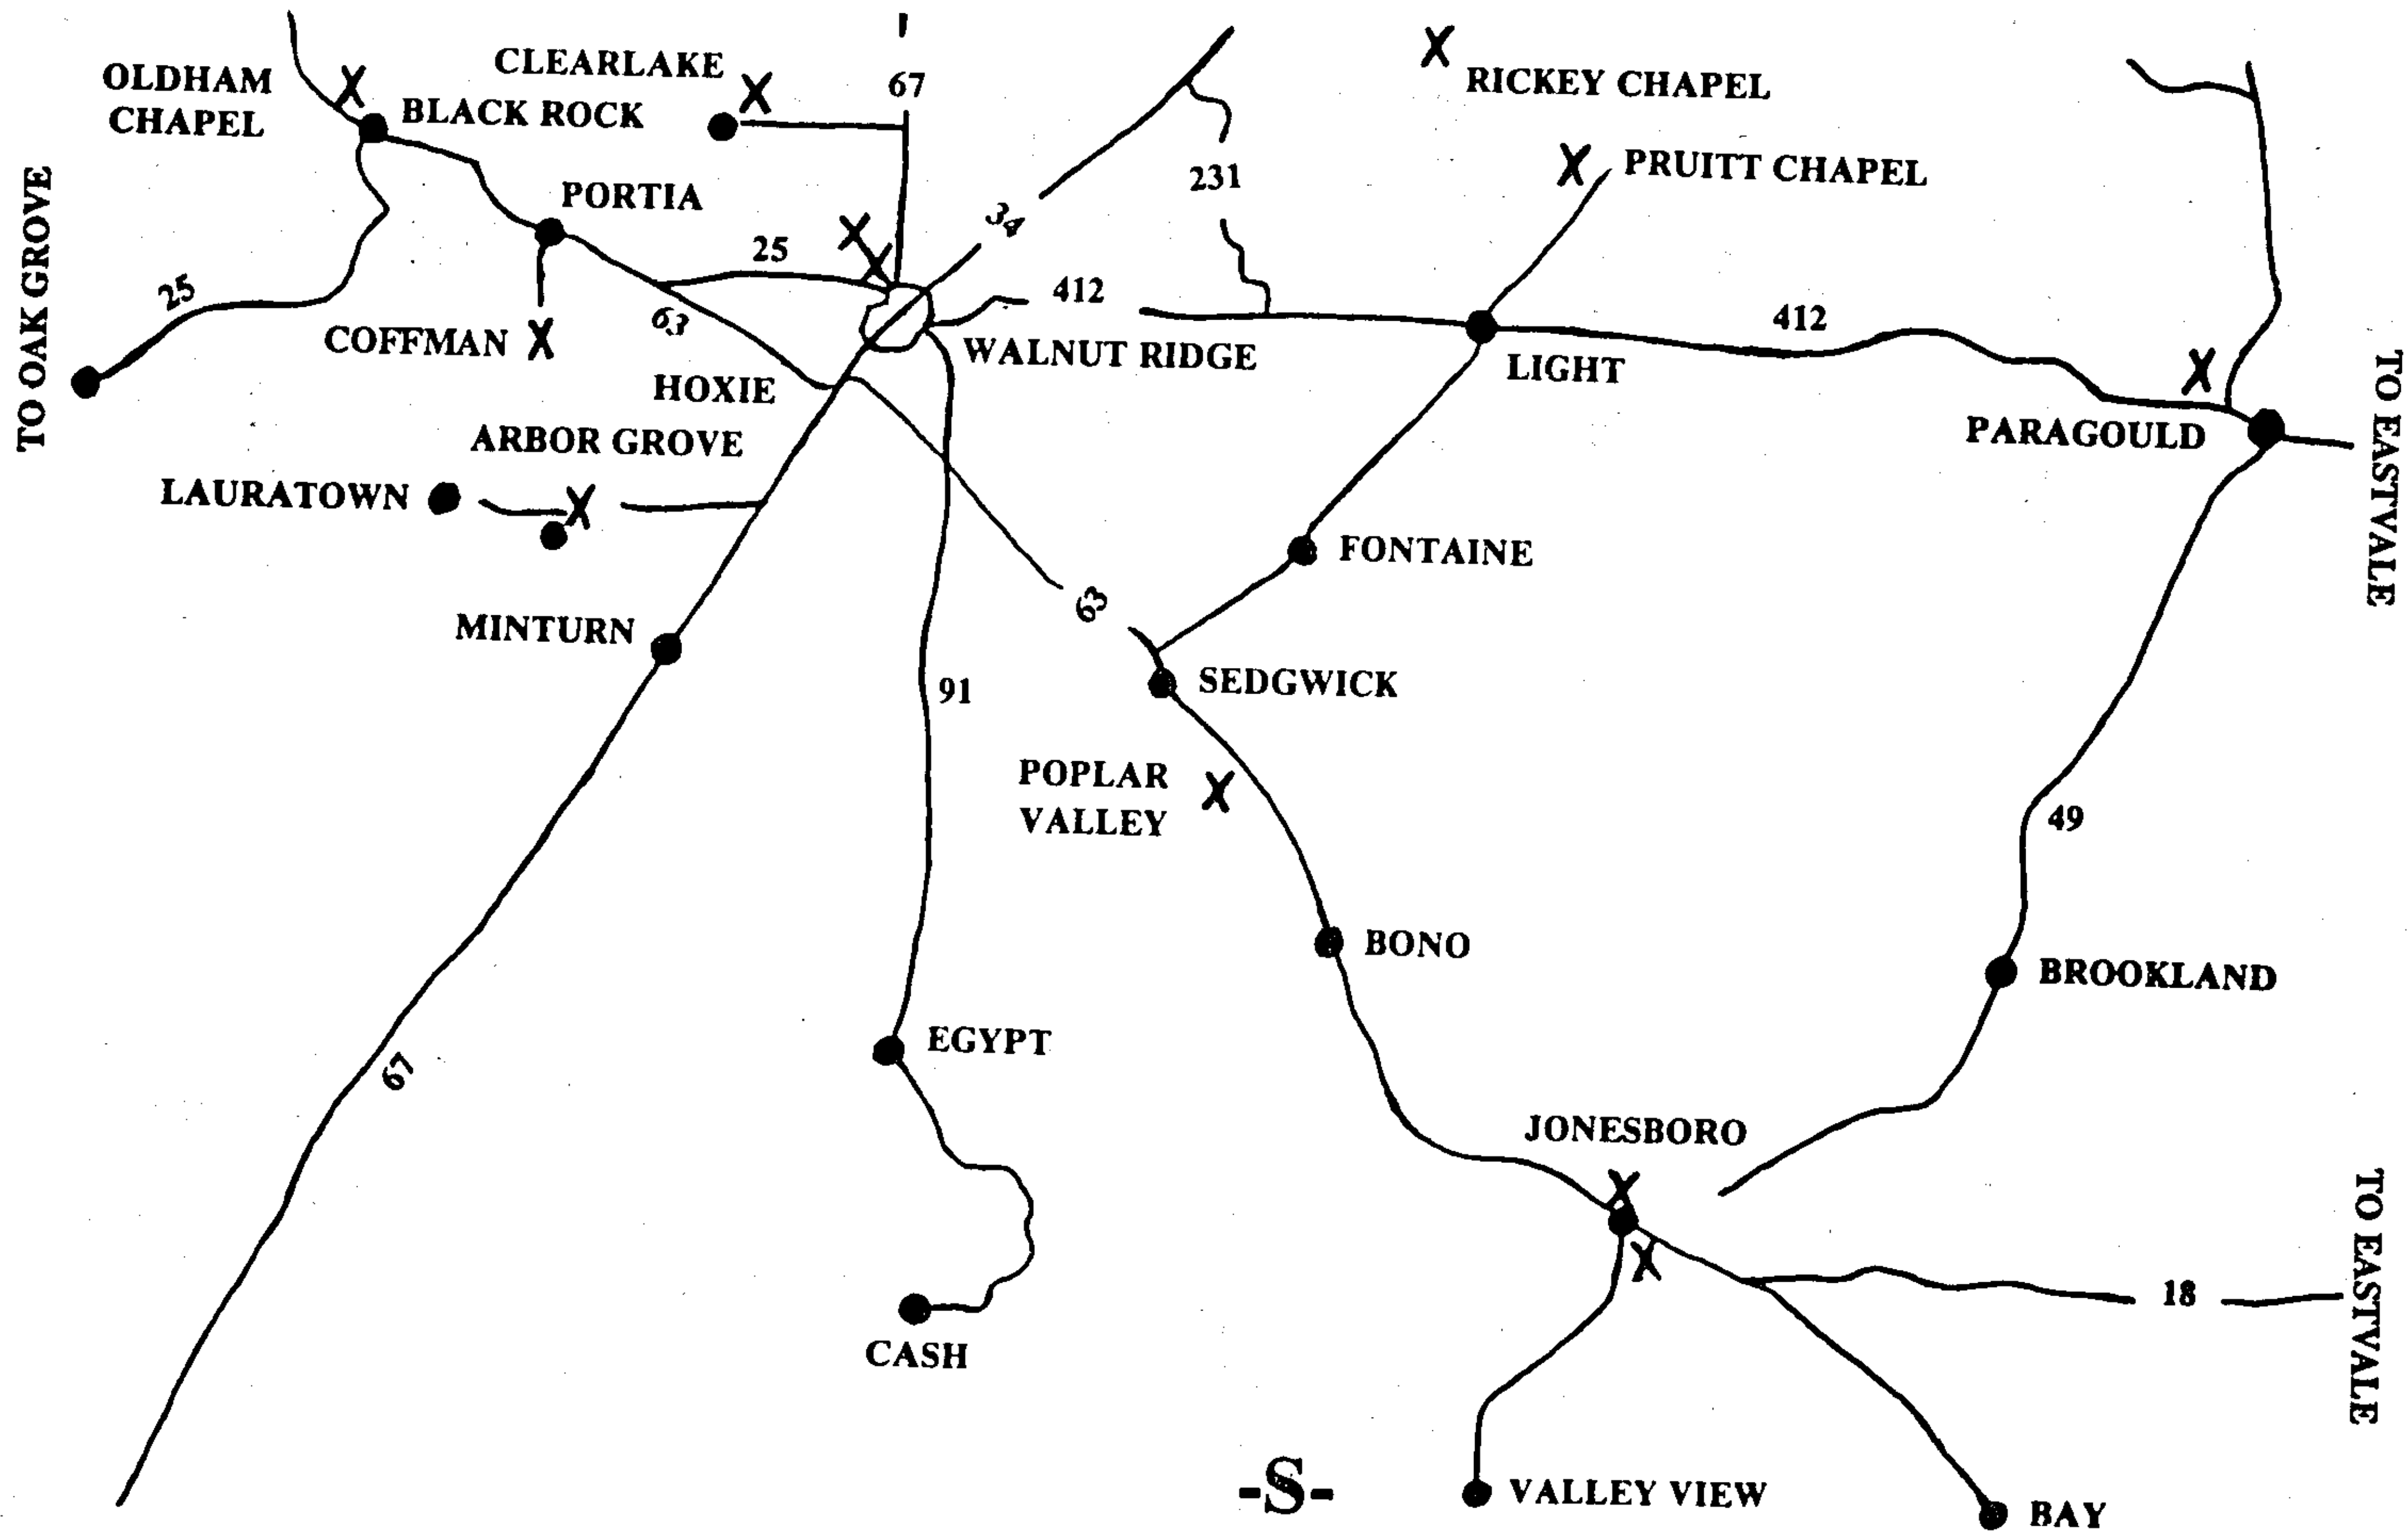 CLEARLAKE
67
RICKEY CHAPEL
OLDHAM
CHAPEL
BLACK ROCK
PRUITT CHAPEL
231
PORTIA
34
25
25
412
412
TO OAK GROVE
63
COFFMAN
WALNUT RIDGE
LIGHT
HOXIE
PARAGOULD
TO EASTVALE
ARBOR GROVE
LAURATOWN
FONTAINE
63
MINTURN
SEDGWICK
91
POPLAR
VALLEY
49
BONO
BROOKLAND
EGYPT
67
JONESBORO
TO EASTVALE
18
CASH
-S-
VALLEY VIEW
BAY